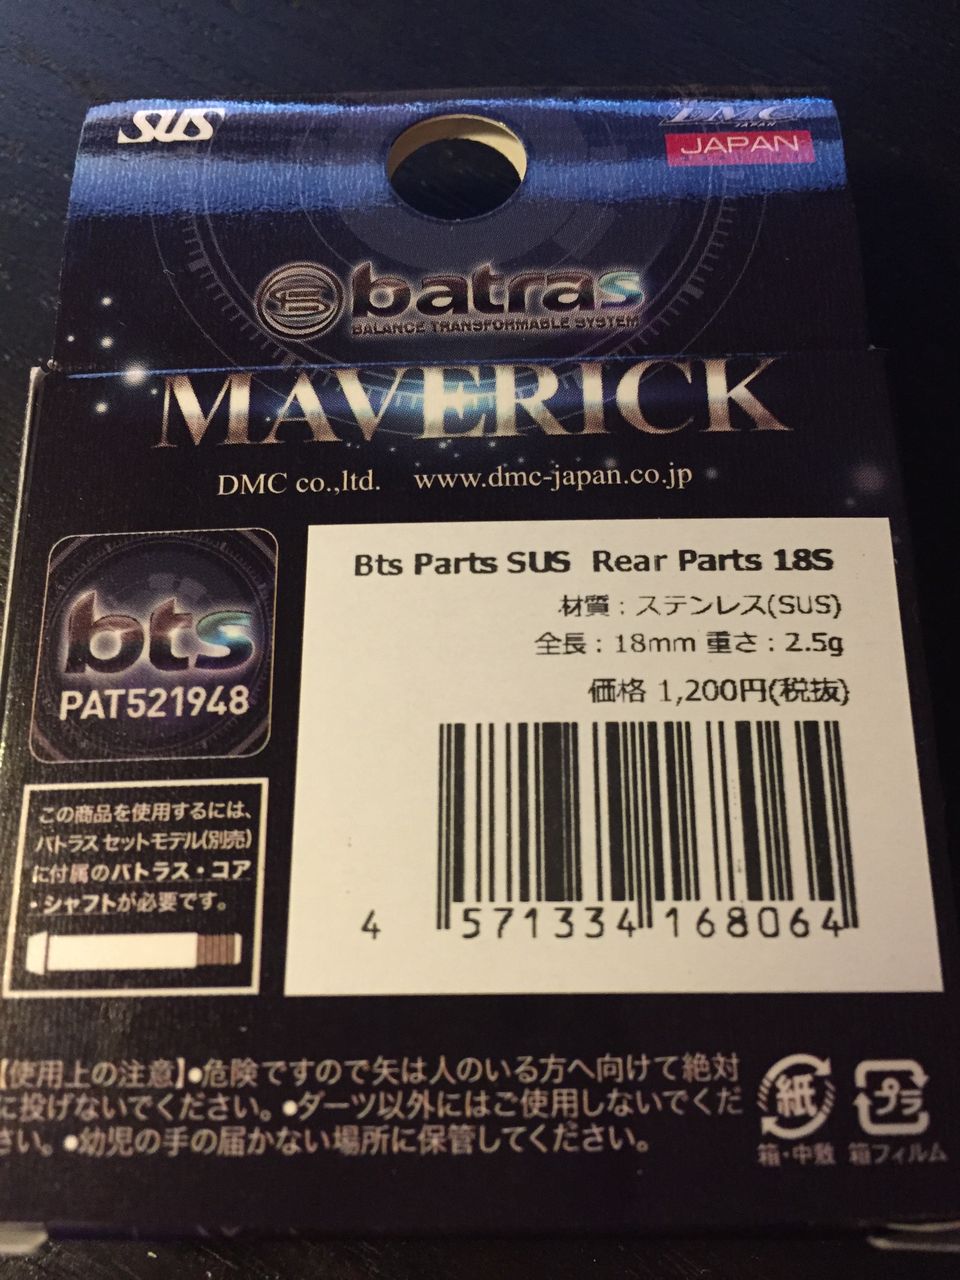 SUS
DMC
JAPAN
JAPAN
batras
BALANCE TRANSFORMABLE SYSTEM
MAVERICK
DMC co.,ltd. www.dmc-japan.co.jp
bts
PAT521948
Bts Parts SUS Rear Parts 18S
材質：ステンレス(SUS)
全長：18mm 重さ：2.5g
価格 1,200円(税抜)
4 571334 168064
この商品を使用するには、
バトラス セットモデル(別売)
に付属のバトラス・コア
・シャフトが必要です。
【使用上の注意】●危険ですので矢は人のいる方へ向けて絶対
に投げないでください。●ダーツ以外にはご使用しないでくだ
さい。●幼児の手の届かない場所に保管してください。
紙
箱・中敷
プラ
箱フィルム